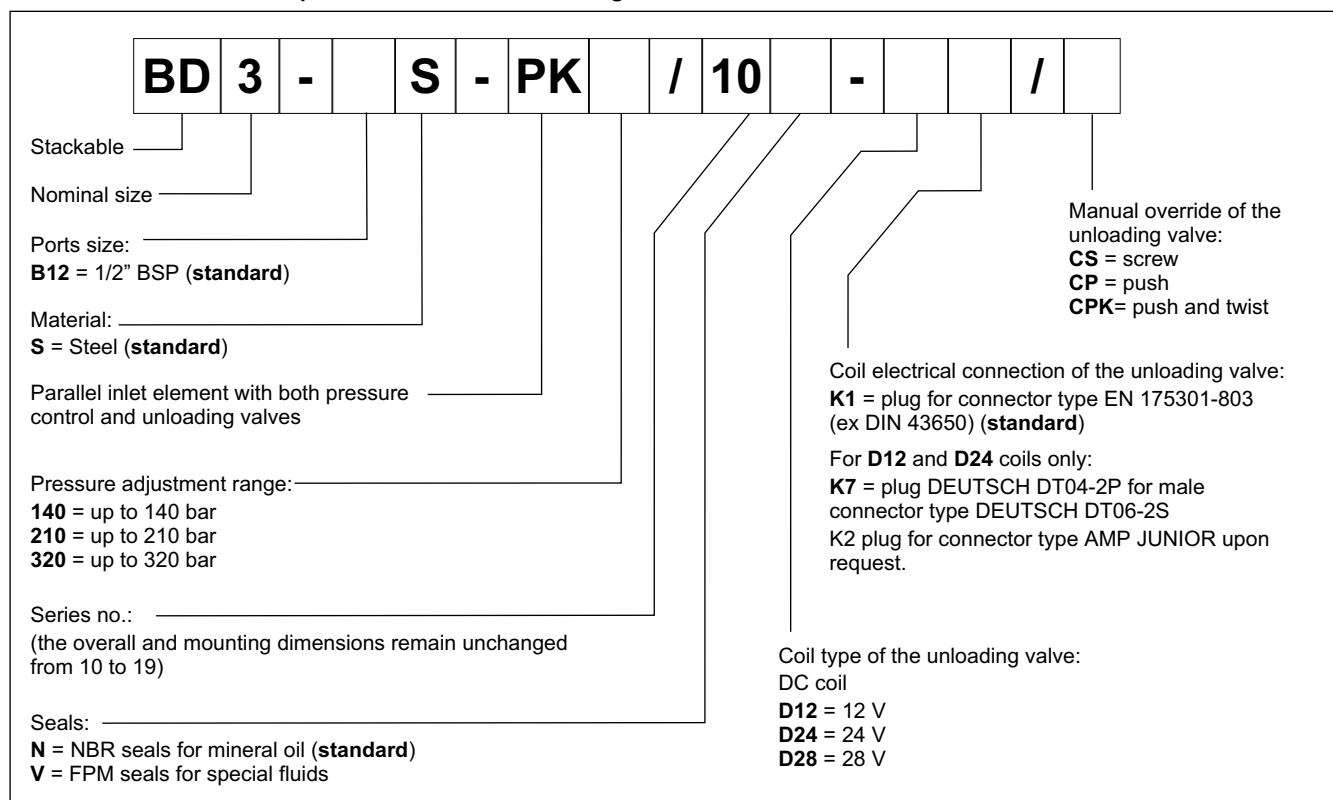 BD 3 - S - PK / 10 - /
Stackable
Nominal size
Ports size:
B12 = 1/2” BSP (standard)
Material:
S = Steel (standard)
Parallel inlet element with both pressure
control and unloading valves
Pressure adjustment range:
140 = up to 140 bar
210 = up to 210 bar
320 = up to 320 bar
Series no.:
(the overall and mounting dimensions remain unchanged
from 10 to 19)
Seals:
N = NBR seals for mineral oil (standard)
V = FPM seals for special fluids
Manual override of the
unloading valve:
CS = screw
CP = push
CPK= push and twist
Coil electrical connection of the unloading valve:
K1 = plug for connector type EN 175301-803
(ex DIN 43650) (standard)
For D12 and D24 coils only:
K7 = plug DEUTSCH DT04-2P for male
connector type DEUTSCH DT06-2S
K2 plug for connector type AMP JUNIOR upon
request.
Coil type of the unloading valve:
DC coil
D12 = 12 V
D24 = 24 V
D28 = 28 V